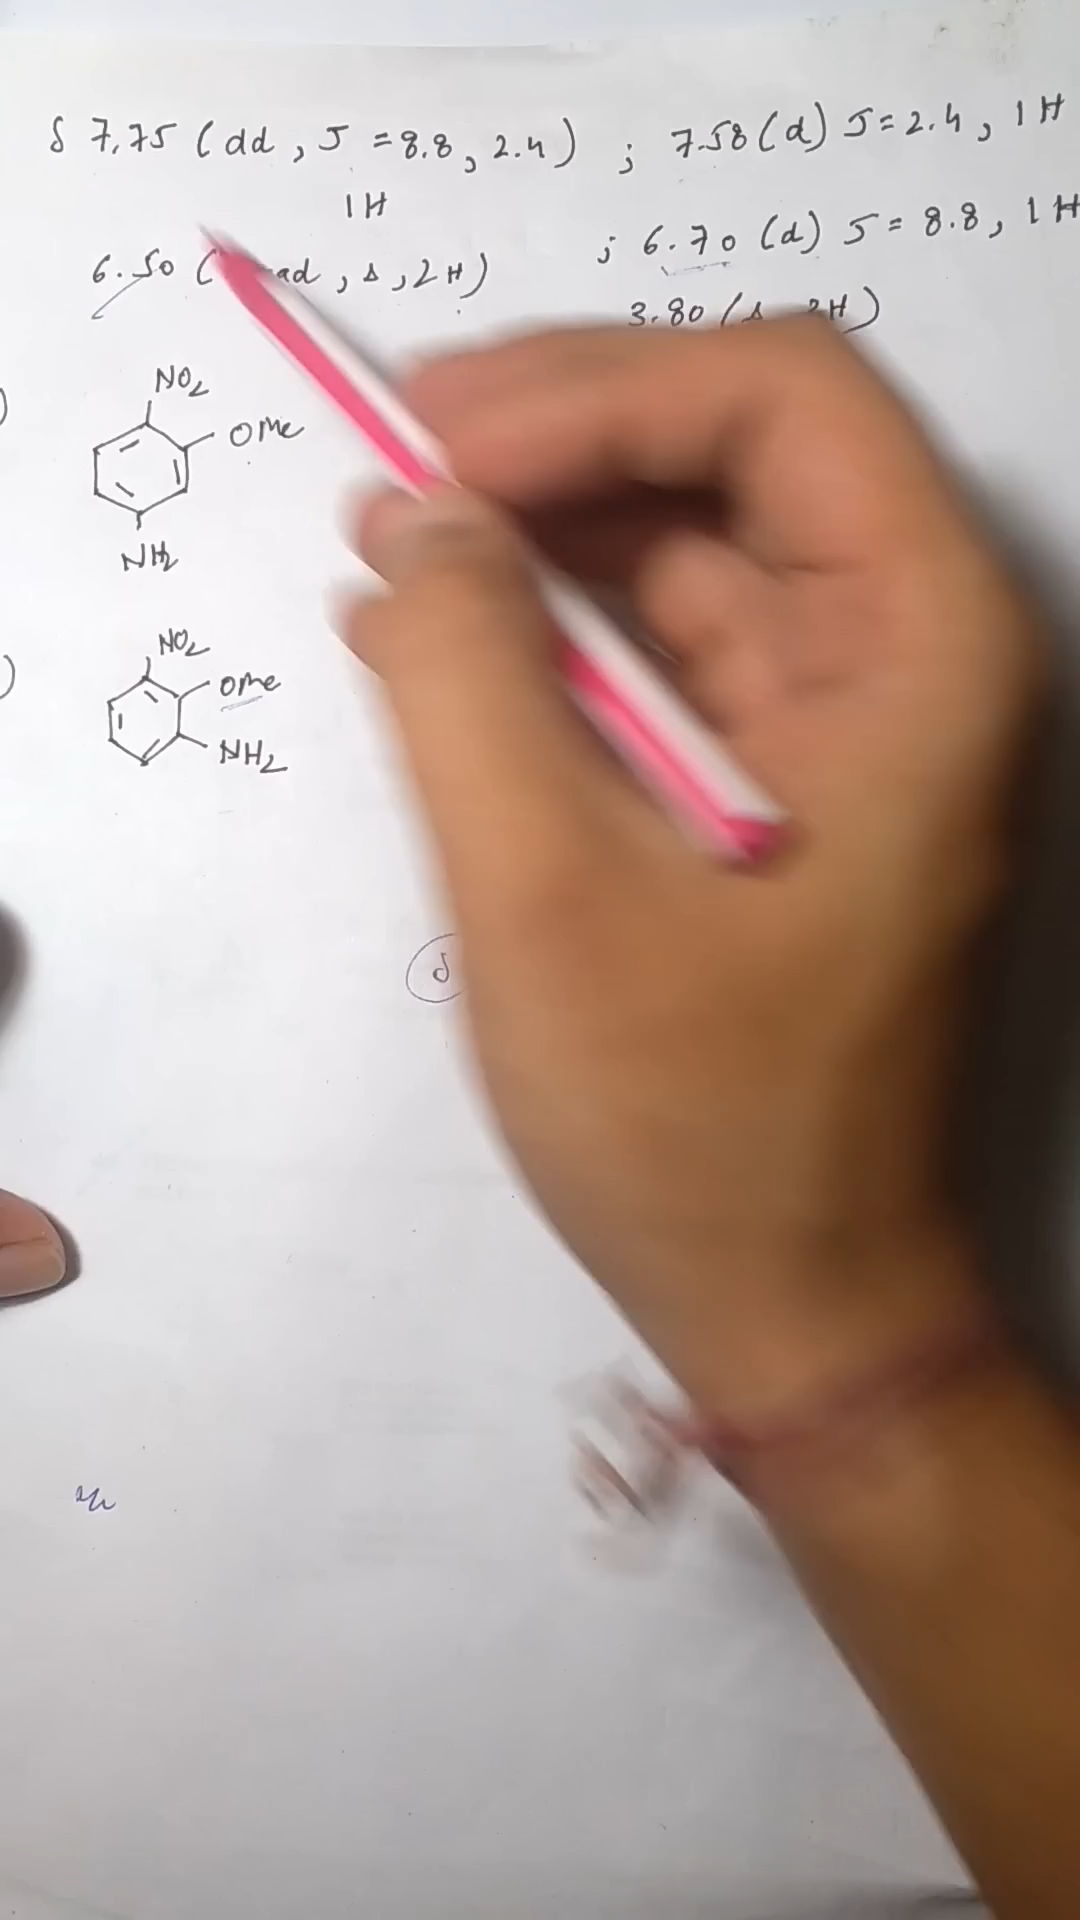 δ 7.75 (dd, J = 8.8, 2.4) ; 7.58 (d) J = 2.4, 1H
1H
; 6.70 (d) J = 8.8, 1H
6.50 ( s, 2H)
3.80 (s
NO2
OMe
NH2
NO2
OMe
NH2
δ